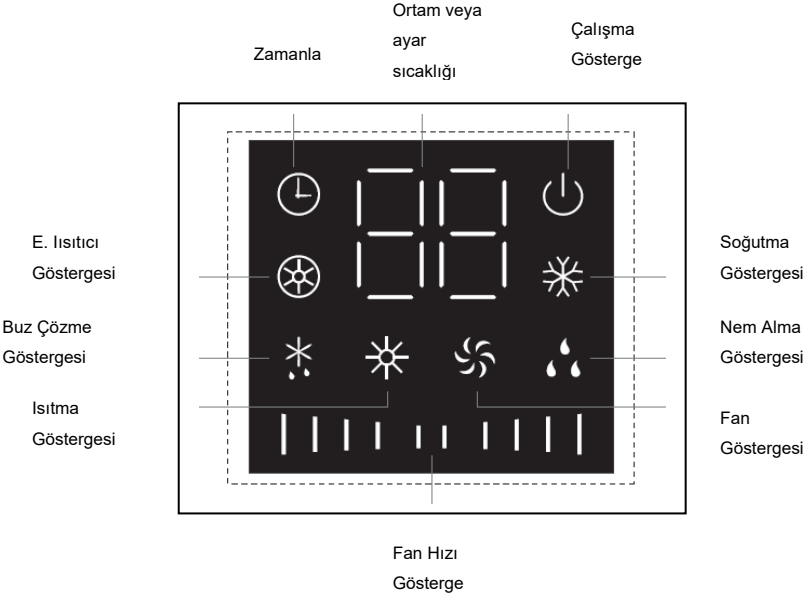 Ortam veya
ayar
sıcaklığı
Zamanla
Çalışma
Gösterge
E. Iısıtıcı
Göstergesi
Soğutma
Göstergesi
Buz Çözme
Göstergesi
Nem Alma
Göstergesi
Isıtma
Göstergesi
Fan
Göstergesi
Fan Hızı
Gösterge